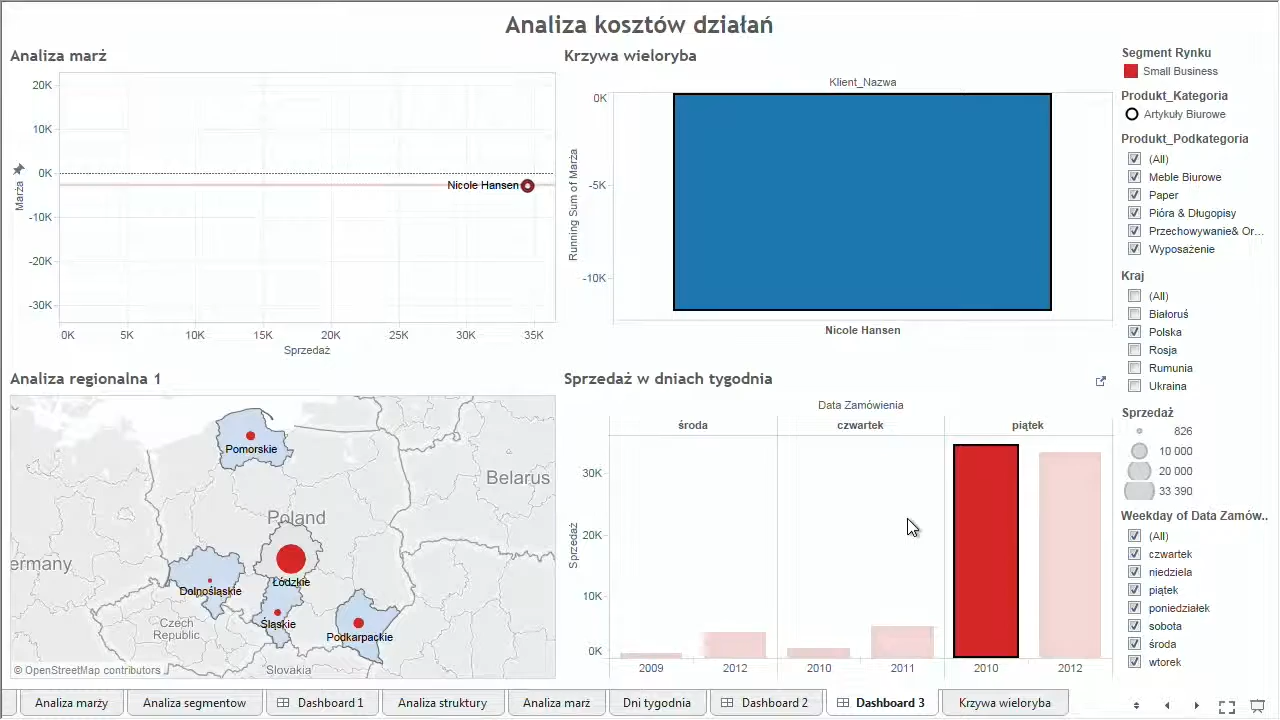 Analiza kosztów działań
Analiza marż
20K
10K
0K
-10K
-20K
-30K
Marża
Nicole Hansen
0K
5K
10K
15K
20K
25K
30K
35K
Sprzedaż
Krzywa wieloryba
Klient_Nazwa
0K
-5K
-10K
Running Sum of Marża
Nicole Hansen
Analiza regionalna 1
Pomorskie
Belarus
Poland
ermany
Łódzkie
Dolnośląskie
Śląskie
Podkarpackie
Czech
Republic
Slovakia
© OpenStreetMap contributors
Sprzedaż w dniach tygodnia
Data Zamówienia
środa
czwartek
piątek
30K
20K
10K
0K
Sprzedaż
2009
2012
2010
2011
2010
2012
Segment Rynku
Small Business
Produkt_Kategoria
Artykuły Biurowe
Produkt_Podkategoria
(All)
Meble Biurowe
Paper
Pióra & Długopisy
Przechowywanie& Or...
Wyposażenie
Kraj
(All)
Białoruś
Polska
Rosja
Rumunia
Ukraina
Sprzedaż
826
10 000
20 000
33 390
Weekday of Data Zamów..
(All)
czwartek
niedziela
piątek
poniedziałek
sobota
środa
wtorek
Analiza marży
Analiza segmentow
Dashboard 1
Analiza struktury
Analiza marż
Dni tygodnia
Dashboard 2
Dashboard 3
Krzywa wieloryba